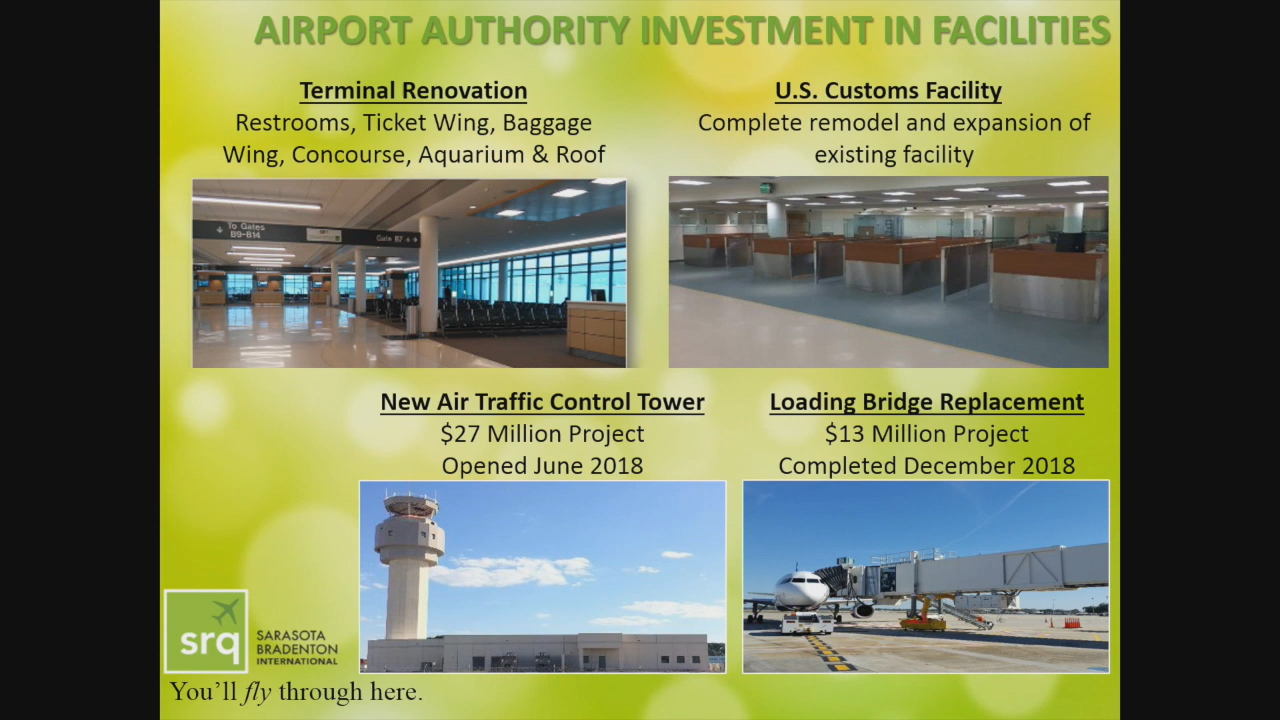 AIRPORT AUTHORITY INVESTMENT IN FACILITIES
Terminal Renovation
Restrooms, Ticket Wing, Baggage
Wing, Concourse, Aquarium & Roof
U.S. Customs Facility
Complete remodel and expansion of
existing facility
To Gates
B9-B14
Gate B7
New Air Traffic Control Tower
$27 Million Project
Opened June 2018
Loading Bridge Replacement
$13 Million Project
Completed December 2018
srq
SARASOTA
BRADENTON
INTERNATIONAL
You'll fly through here.